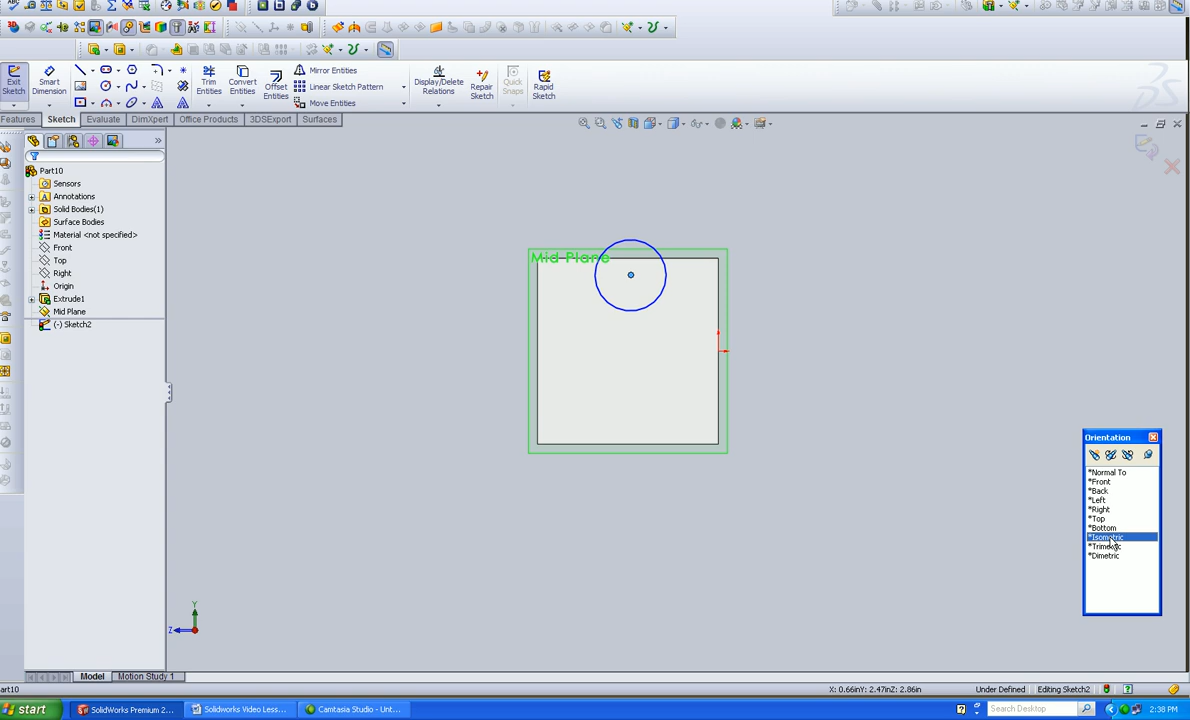 Exit Sketch
Smart Dimension
Trim Entities
Convert Entities
Offset Entities
Mirror Entities
Linear Sketch Pattern
Move Entities
Display/Delete Relations
Repair Sketch
Quick Snaps
Rapid Sketch
Features
Sketch
Evaluate
DimXpert
Office Products
3DSExport
Surfaces
Part10
Sensors
Annotations
Solid Bodies(1)
Surface Bodies
Material <not specified>
Front
Top
Right
Origin
Extrude1
Mid Plane
(-) Sketch2
Mid Plane
Y
Z
Orientation
*Normal To
*Front
*Back
*Left
*Right
*Top
*Bottom
*Isometric
*Trimetric
*Dimetric
Model
Motion Study 1
art10
X: 0.66inY: 2.47inZ: 2.86in
Under Defined
Editing Sketch2
start
SolidWorks Premium 2...
Solidworks Video Less...
Camtasia Studio - Unt...
Search Desktop
2:38 PM